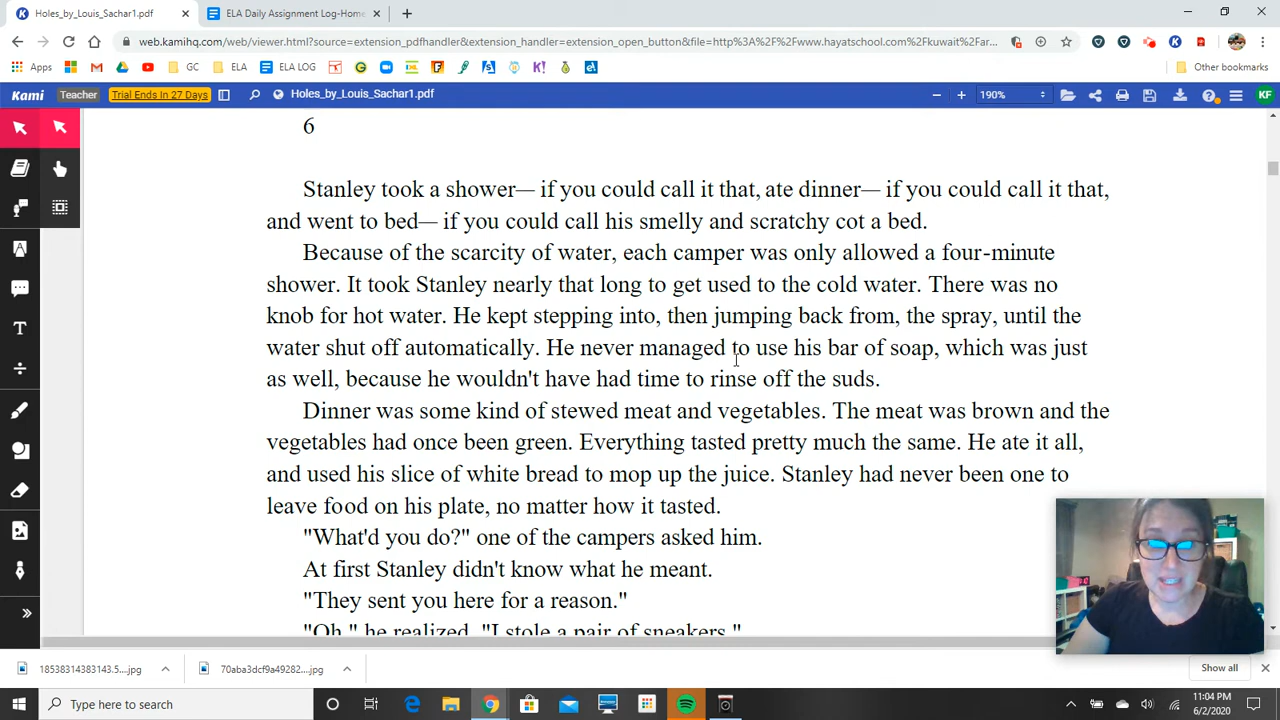 Holes_by_Louis_Sachar1.pdf
ELA Daily Assignment Log-Home
web.kamihq.com/web/viewer.html?source=extension_pdfhandler&extension_handler=extension_open_button&file=http%3A%2F%2Fwww.hayatschool.com%2Fkuwait%2Far...
Apps
GC
ELA
ELA LOG
Other bookmarks
Kami
Teacher
Trial Ends In 27 Days
Holes_by_Louis_Sachar1.pdf
190%
KF
6
Stanley took a shower— if you could call it that, ate dinner— if you could call it that,
and went to bed— if you could call his smelly and scratchy cot a bed.
Because of the scarcity of water, each camper was only allowed a four-minute
shower. It took Stanley nearly that long to get used to the cold water. There was no
knob for hot water. He kept stepping into, then jumping back from, the spray, until the
water shut off automatically. He never managed to use his bar of soap, which was just
as well, because he wouldn't have had time to rinse off the suds.
Dinner was some kind of stewed meat and vegetables. The meat was brown and the
vegetables had once been green. Everything tasted pretty much the same. He ate it all,
and used his slice of white bread to mop up the juice. Stanley had never been one to
leave food on his plate, no matter how it tasted.
"What'd you do?" one of the campers asked him.
At first Stanley didn't know what he meant.
"They sent you here for a reason."
"Oh," he realized. "I stole a pair of sneakers."
18538314383143.5....jpg
70aba3dcf9a49282....jpg
Show all
Type here to search
11:04 PM
6/2/2020